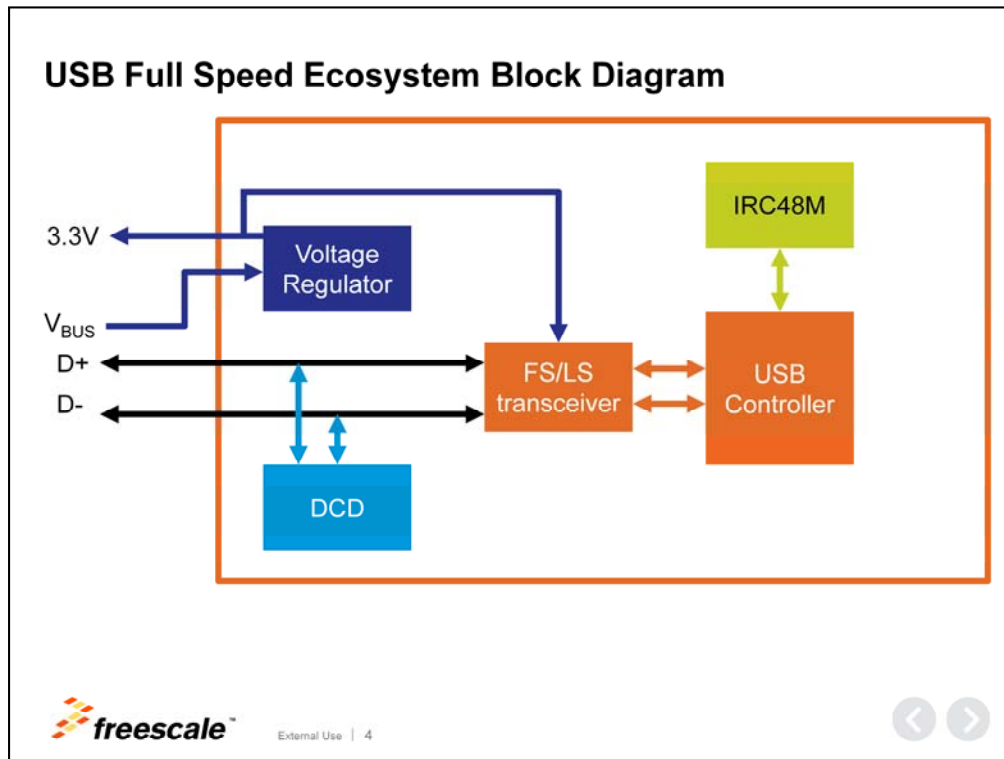 USB Full Speed Ecosystem Block Diagram
IRC48M
3.3V
Voltage
Regulator
VBUS
D+
FS/LS
transceiver
USB
Controller
D-
DCD
freescale™
External Use | 4